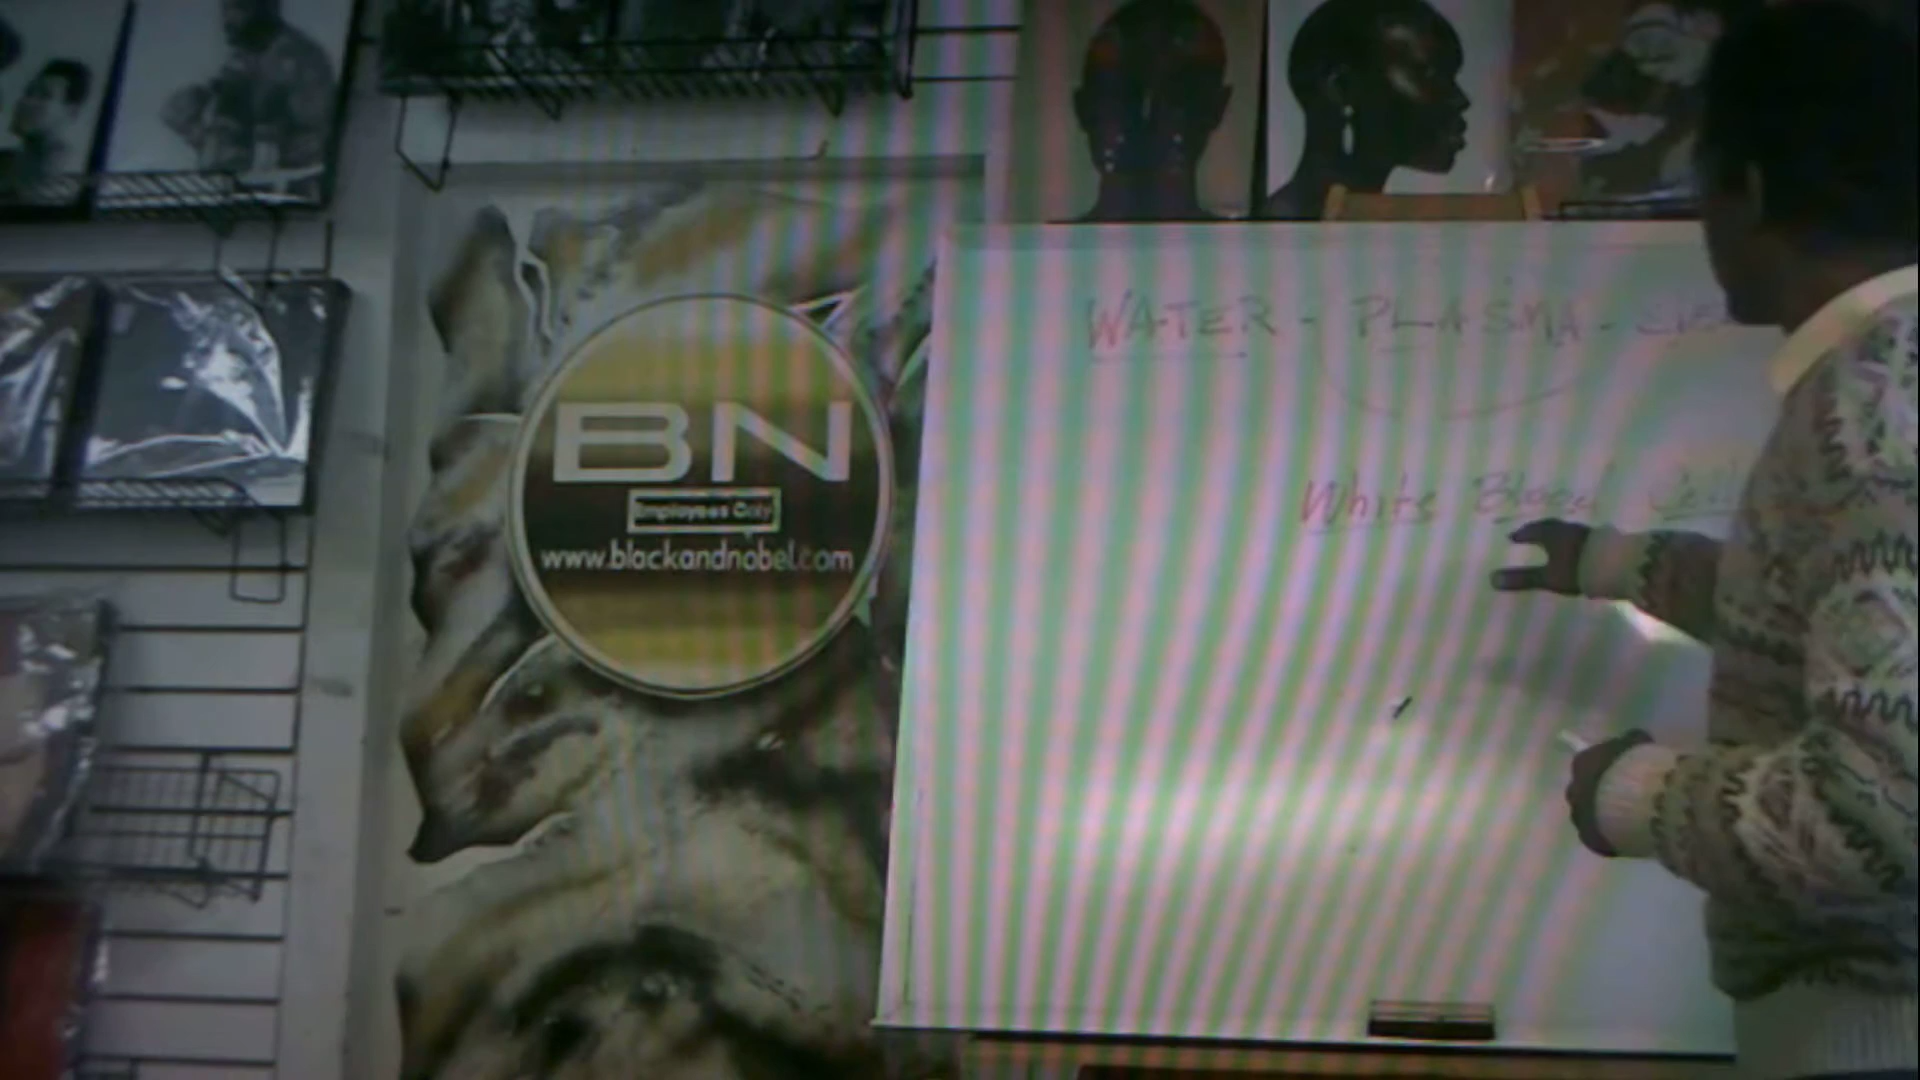 BN
Employees Only
www.blackandnobel.com
WATER - PLASMA -
White Blood